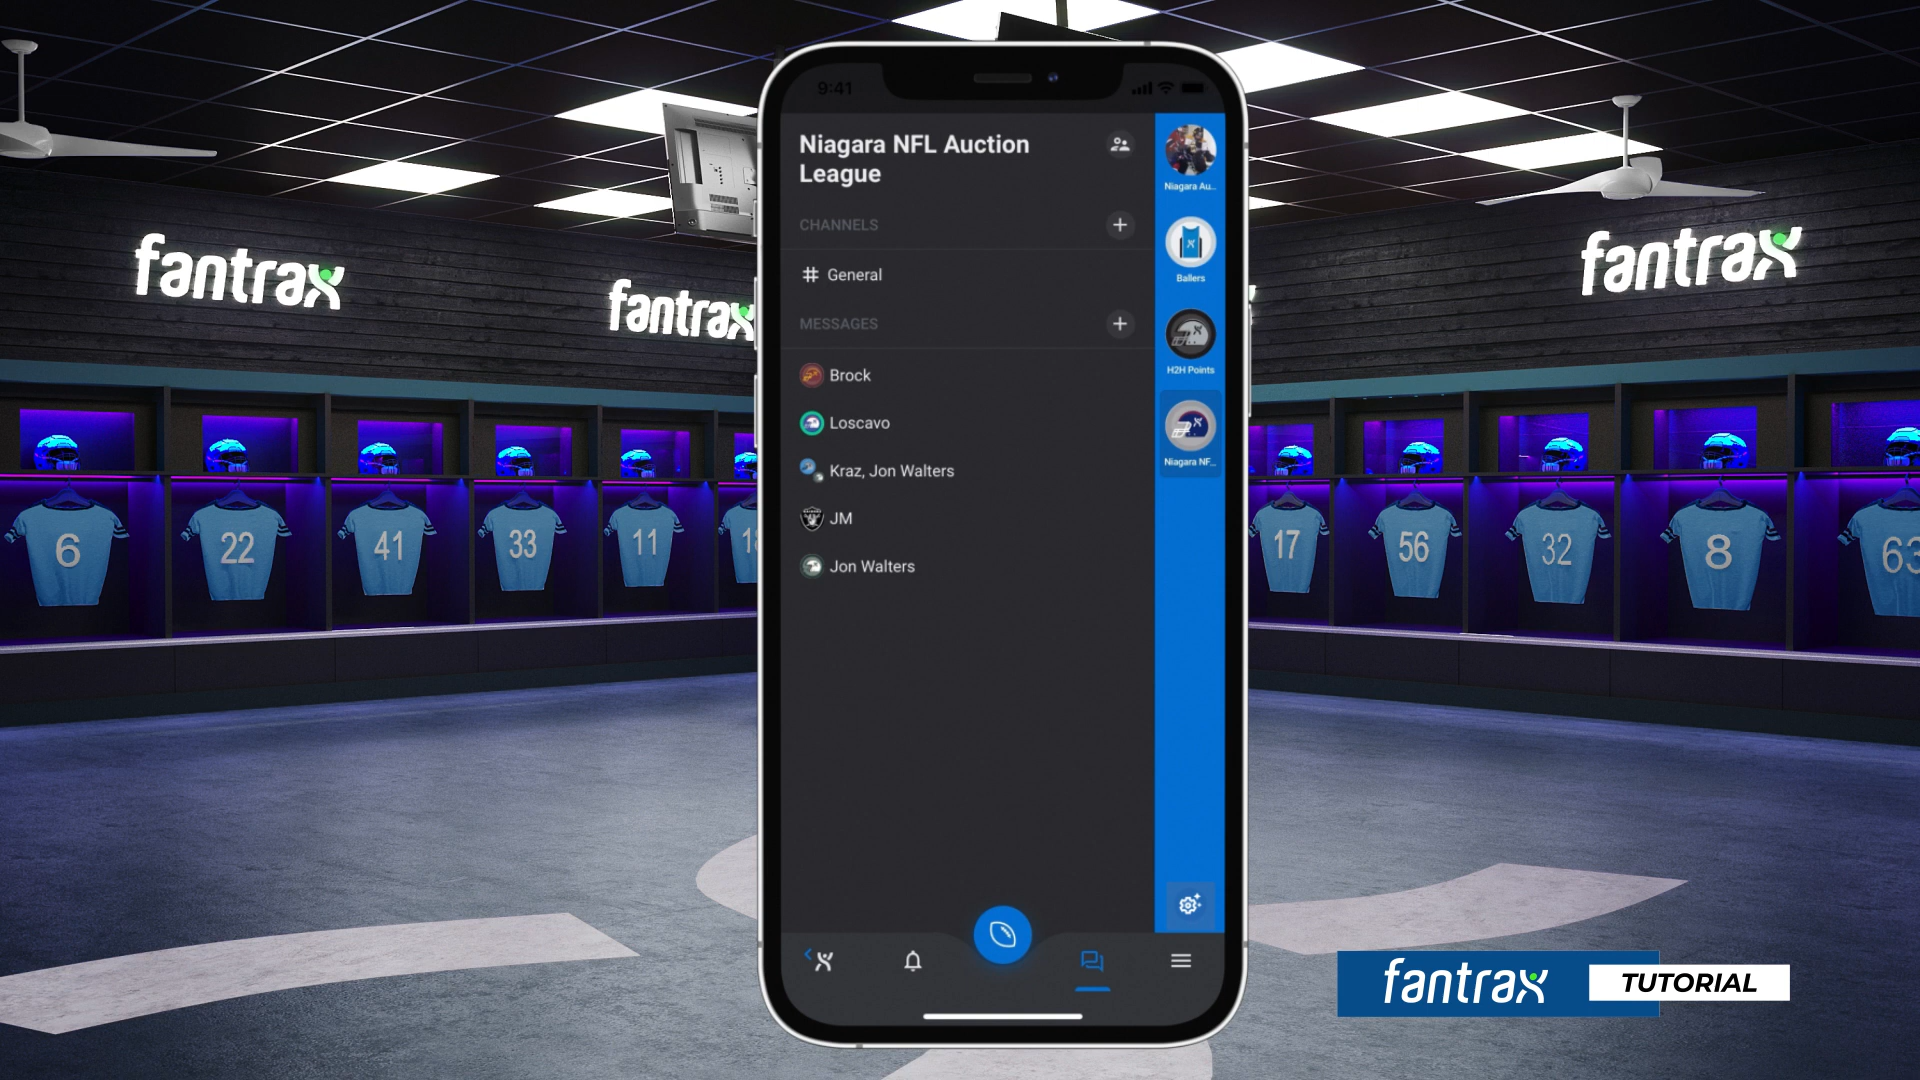 9:41
Niagara NFL Auction
League
CHANNELS
# General
MESSAGES
Brock
Loscavo
Kraz, Jon Walters
JM
Jon Walters
Niagara Au...
Ballers
H2H Points
Niagara NF...
fantrax
fantrax
fantrax
6
22
41
33
11
17
56
32
8
63
fantrax
TUTORIAL